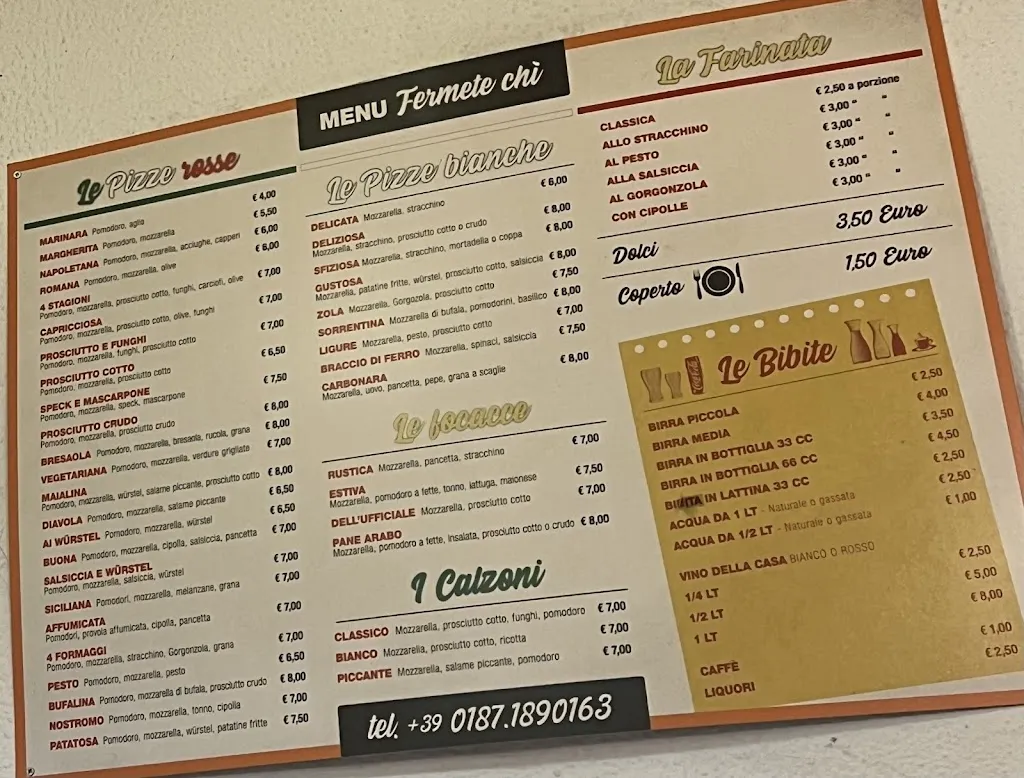 MENU Fermete chì
Le Pizze rosse
MARINARA Pomodoro, aglio € 4,00
MARGHERITA Pomodoro, mozzarella € 5,50
NAPOLETANA Pomodoro, mozzarella, acciughe, capperi € 6,00
ROMANA Pomodoro, mozzarella, olive € 6,00
4 STAGIONI € 7,00
Pomodoro, mozzarella, prosciutto cotto, funghi, carciofi, olive
CAPRICCIOSA € 7,00
Pomodoro, mozzarella, prosciutto cotto, olive, funghi
PROSCIUTTO E FUNGHI € 7,00
Pomodoro, mozzarella, funghi, prosciutto cotto
PROSCIUTTO COTTO € 6,50
Pomodoro, mozzarella, prosciutto cotto
SPECK E MASCARPONE € 7,50
Pomodoro, mozzarella, speck, mascarpone
PROSCIUTTO CRUDO € 8,00
Pomodoro, mozzarella, prosciutto crudo
BRESAOLA Pomodoro, mozzarella, bresaola, rucola, grana € 8,00
VEGETARIANA Pomodoro, mozzarella, verdure grigliate € 7,00
MAIALINA € 8,00
Pomodoro, mozzarella, würstel, salame piccante, prosciutto cotto
DIAVOLA Pomodoro, mozzarella, salame piccante € 6,50
AI WÜRSTEL Pomodoro, mozzarella, würstel € 6,50
BUONA Pomodoro, mozzarella, cipolla, salsiccia, pancetta € 7,00
SALSICCIA E WÜRSTEL € 7,00
Pomodoro, mozzarella, salsiccia, würstel
SICILIANA Pomodori, mozzarella, melanzane, grana € 7,00
AFFUMICATA € 7,00
Pomodori, provola affumicata, cipolla, pancetta
4 FORMAGGI € 7,00
Pomodoro, mozzarella, stracchino, Gorgonzola, grana
PESTO Pomodoro, mozzarella, pesto € 6,50
BUFALINA Pomodoro, mozzarella di bufala, prosciutto crudo € 8,00
NOSTROMO Pomodoro, mozzarella, tonno, cipolla € 7,00
PATATOSA Pomodoro, mozzarella, würstel, patatine fritte € 7,50
Le Pizze bianche
DELICATA Mozzarella, stracchino € 6,00
DELIZIOSA € 8,00
Mozzarella, stracchino, prosciutto cotto o crudo
SFIZIOSA Mozzarella, stracchino, mortadella o coppa € 8,00
GUSTOSA € 8,00
Mozzarella, patatine fritte, würstel, prosciutto cotto, salsiccia
ZOLA Mozzarella, Gorgozola, prosciutto cotto € 7,50
SORRENTINA Mozzarella di bufala, pomodorini, basilico € 8,00
LIGURE Mozzarella, pesto, prosciutto cotto € 7,00
BRACCIO DI FERRO Mozzarella, spinaci, salsiccia € 7,50
CARBONARA € 8,00
Mozzarella, uovo, pancetta, pepe, grana a scaglie
Le focacce
RUSTICA Mozzarella, pancetta, stracchino € 7,00
ESTIVA € 7,50
Mozzarella, pomodoro a fette, tonno, lattuga, maionese
DELL'UFFICIALE Mozzarella, prosciutto cotto € 7,00
PANE ARABO
Mozzarella, pomodoro a fette, insalata, prosciutto cotto o crudo € 8,00
I Calzoni
CLASSICO Mozzarella, prosciutto cotto, funghi, pomodoro € 7,00
BIANCO Mozzarella, prosciutto cotto, ricotta € 7,00
PICCANTE Mozzarella, salame piccante, pomodoro € 7,00
tel. +39 0187.1890163
La Farinata
CLASSICA € 2,50 a porzione
ALLO STRACCHINO € 3,00 " "
AL PESTO € 3,00 " "
ALLA SALSICCIA € 3,00 " "
AL GORGONZOLA € 3,00 " "
CON CIPOLLE € 3,00 " "
Dolci 3,50 Euro
Coperto 1,50 Euro
Le Bibite
BIRRA PICCOLA € 2,50
BIRRA MEDIA € 4,00
BIRRA IN BOTTIGLIA 33 CC € 3,50
BIRRA IN BOTTIGLIA 66 CC € 4,50
BIBITA IN LATTINA 33 CC € 2,50
ACQUA DA 1 LT - Naturale o gassata € 2,50
ACQUA DA 1/2 LT - Naturale o gassata € 1,00
VINO DELLA CASA BIANCO O ROSSO
1/4 LT € 2,50
1/2 LT € 5,00
1 LT € 8,00
CAFFÈ € 1,00
LIQUORI € 2,50